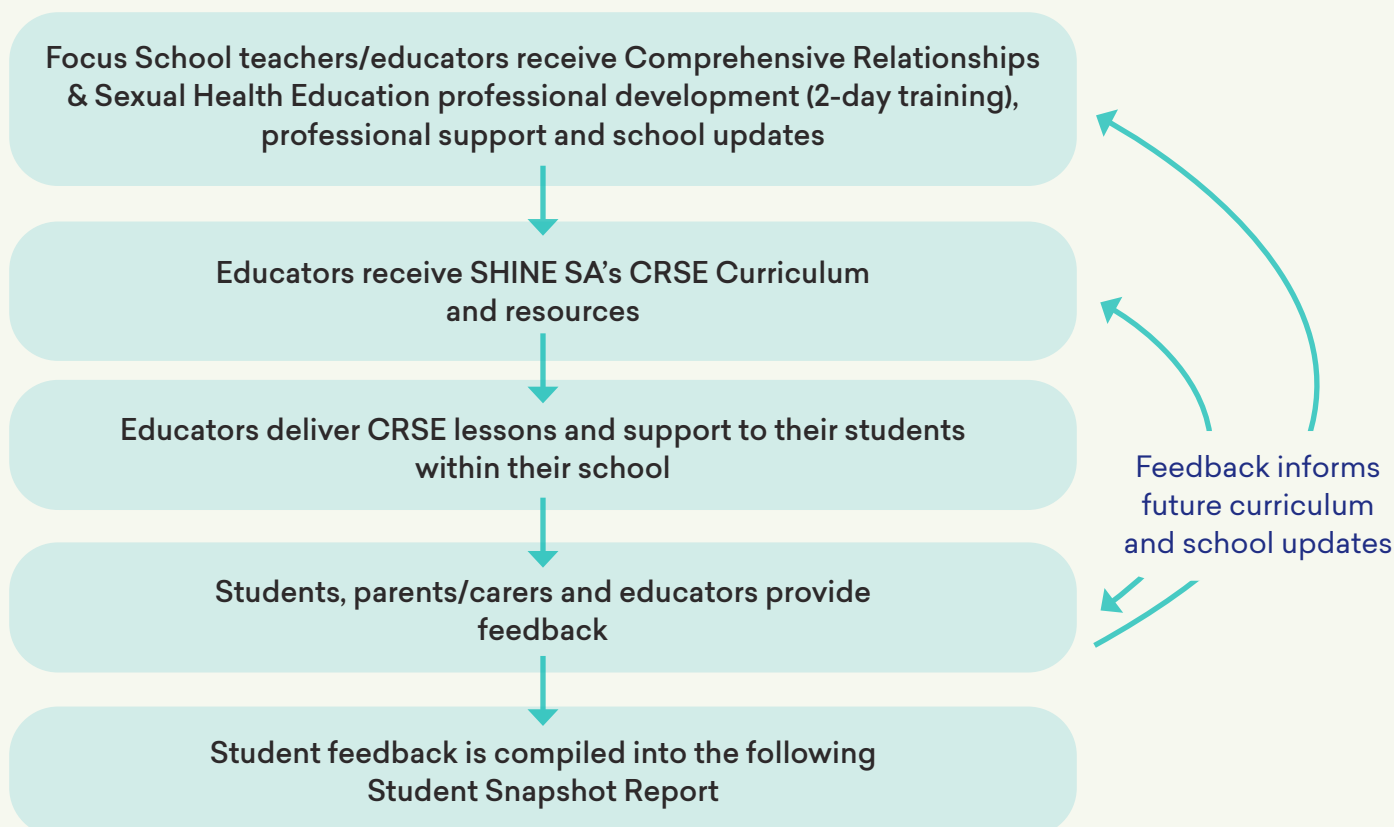 Focus School teachers/educators receive Comprehensive Relationships
& Sexual Health Education professional development (2-day training),
professional support and school updates
Educators receive SHINE SA’s CRSE Curriculum
and resources
Educators deliver CRSE lessons and support to their students
within their school
Students, parents/carers and educators provide
feedback
Student feedback is compiled into the following
Student Snapshot Report
Feedback informs
future curriculum
and school updates